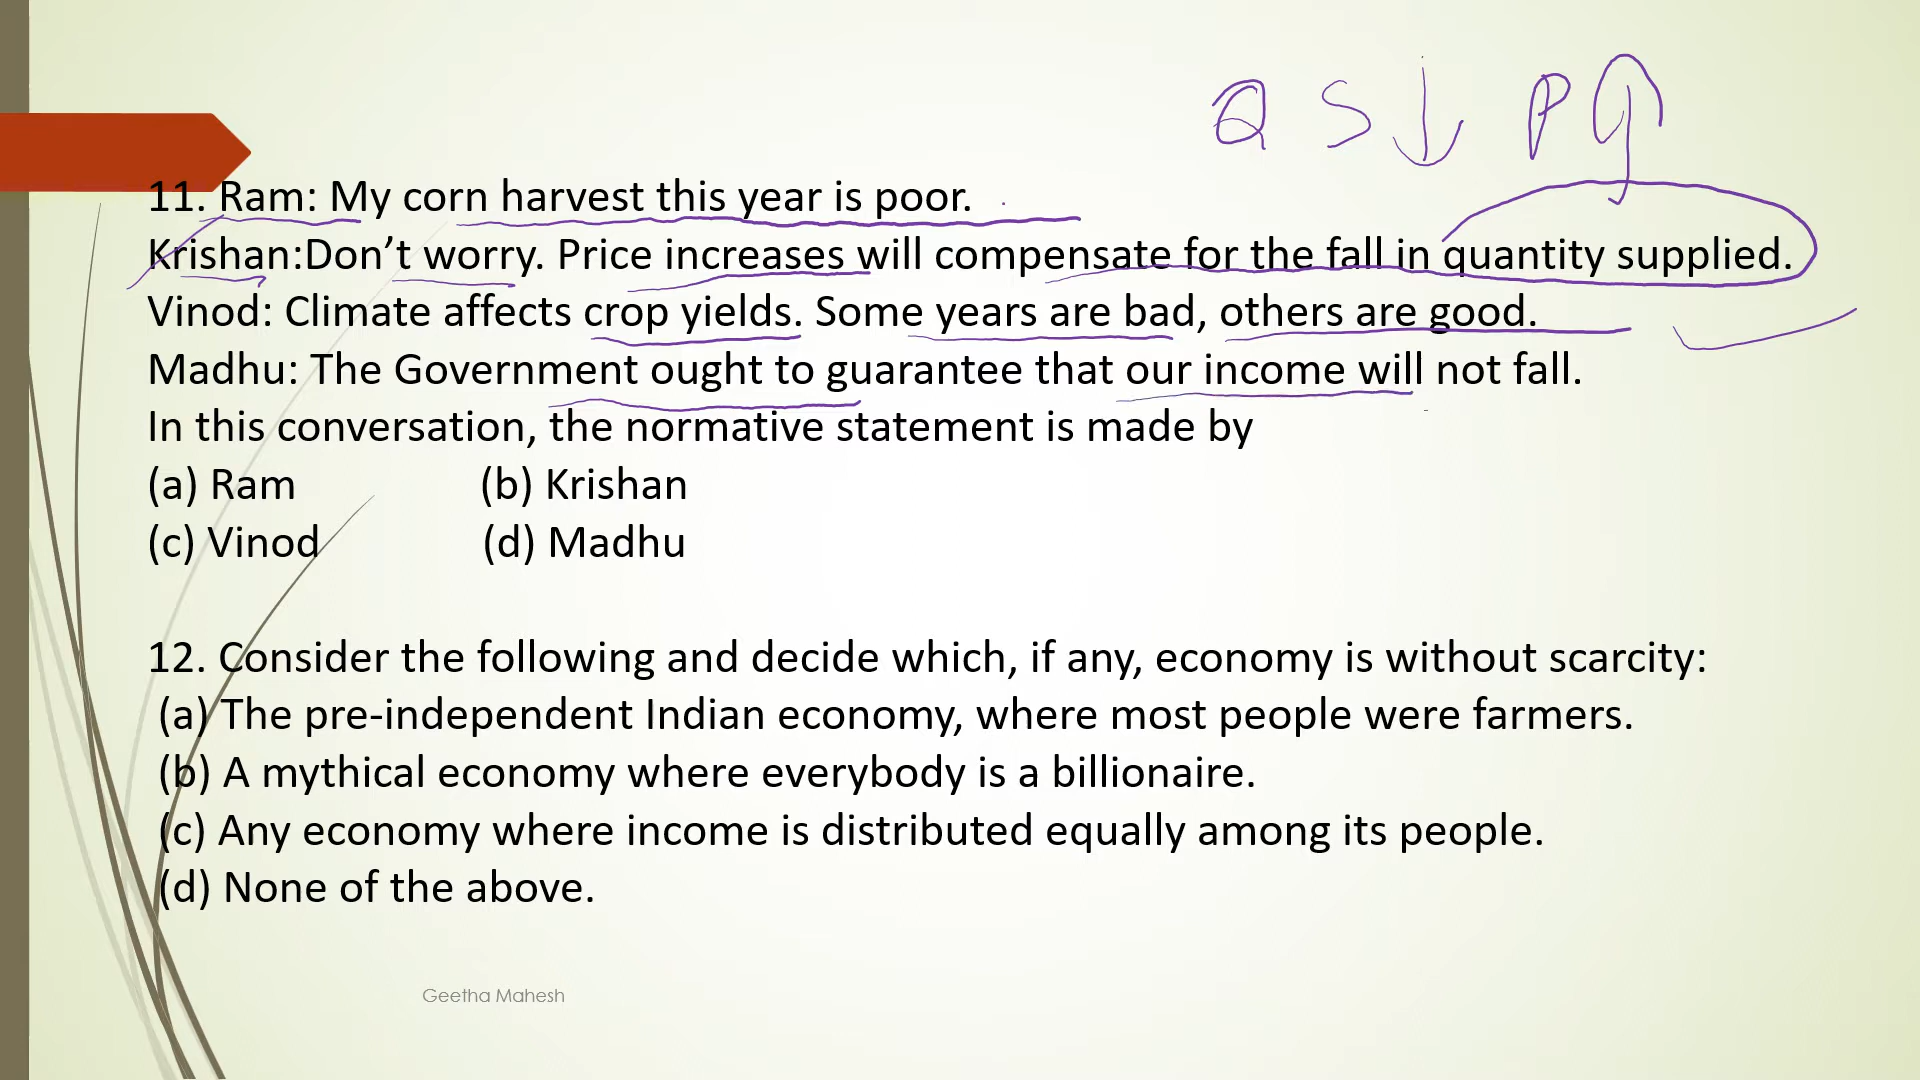 Q S↓ P↑
11. Ram: My corn harvest this year is poor.
Krishan:Don’t worry. Price increases will compensate for the fall in quantity supplied.
Vinod: Climate affects crop yields. Some years are bad, others are good.
Madhu: The Government ought to guarantee that our income will not fall.
In this conversation, the normative statement is made by
(a) Ram (b) Krishan
(c) Vinod (d) Madhu
12. Consider the following and decide which, if any, economy is without scarcity:
(a) The pre-independent Indian economy, where most people were farmers.
(b) A mythical economy where everybody is a billionaire.
(c) Any economy where income is distributed equally among its people.
(d) None of the above.
Geetha Mahesh